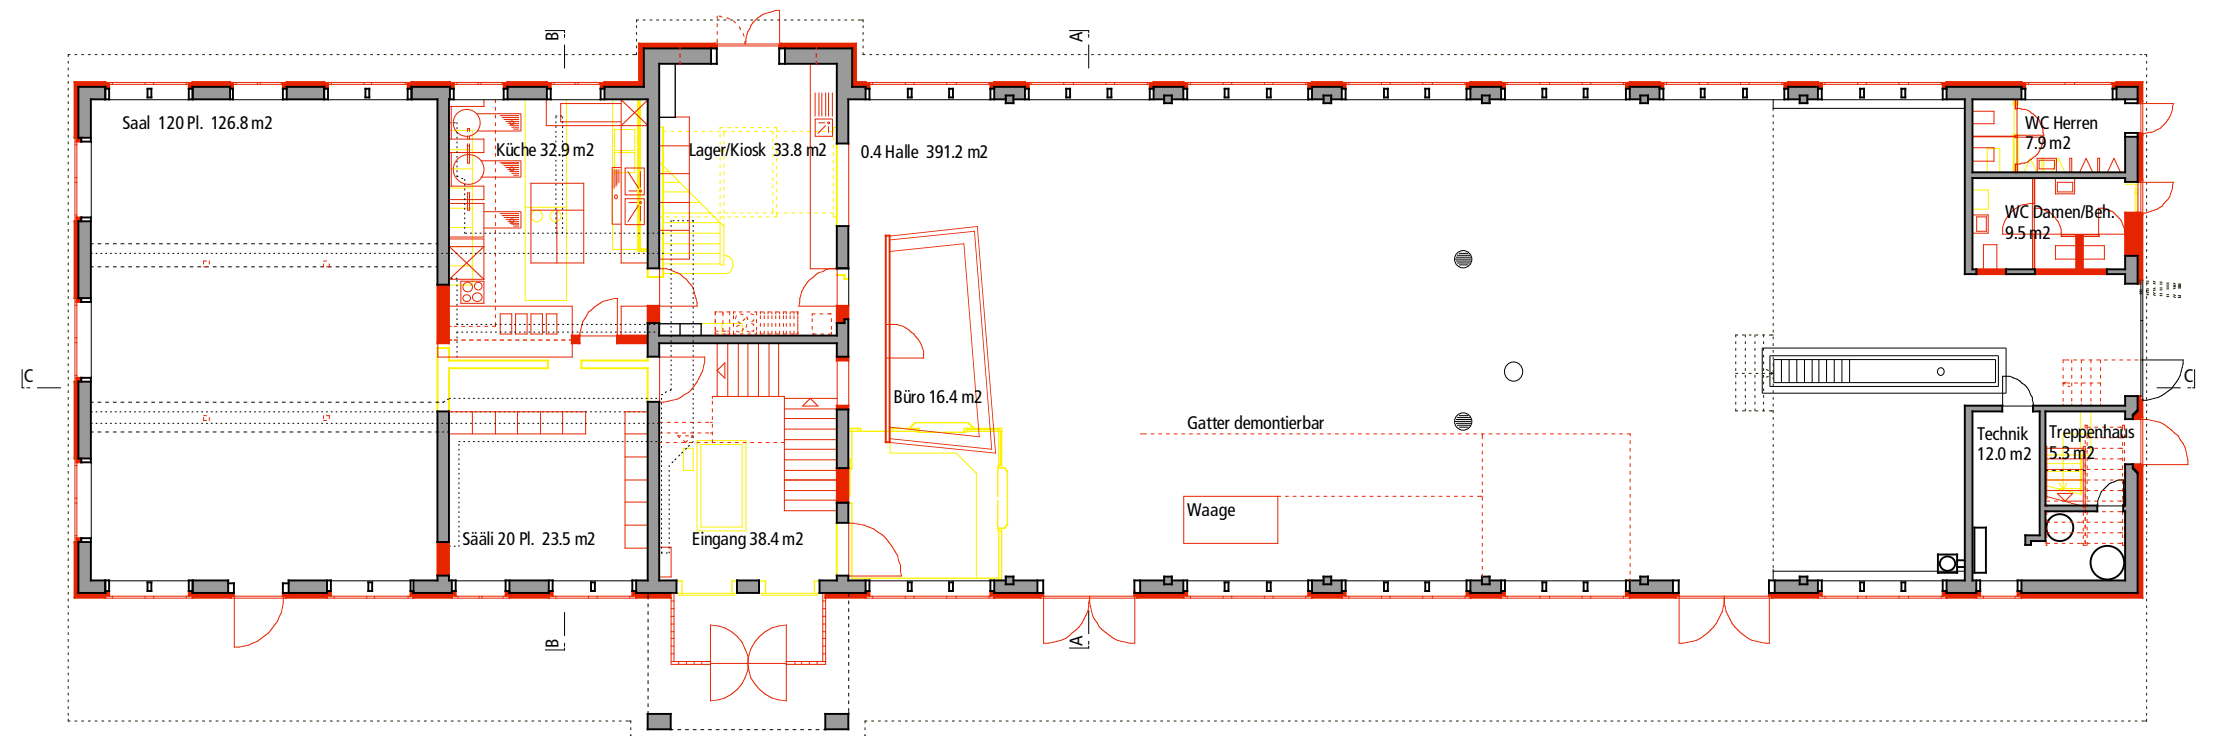 B
A
Saal 120 Pl. 126.8 m2
Küche 32.9 m2
Lager/Kiosk 33.8 m2
0.4 Halle 391.2 m2
WC Herren
7.9 m2
WC Damen/Beh.
9.5 m2
C
C
Büro 16.4 m2
Gatter demontierbar
Technik
12.0 m2
Treppenhaus
5.3 m2
Waage
Sääli 20 Pl. 23.5 m2
Eingang 38.4 m2
B
A